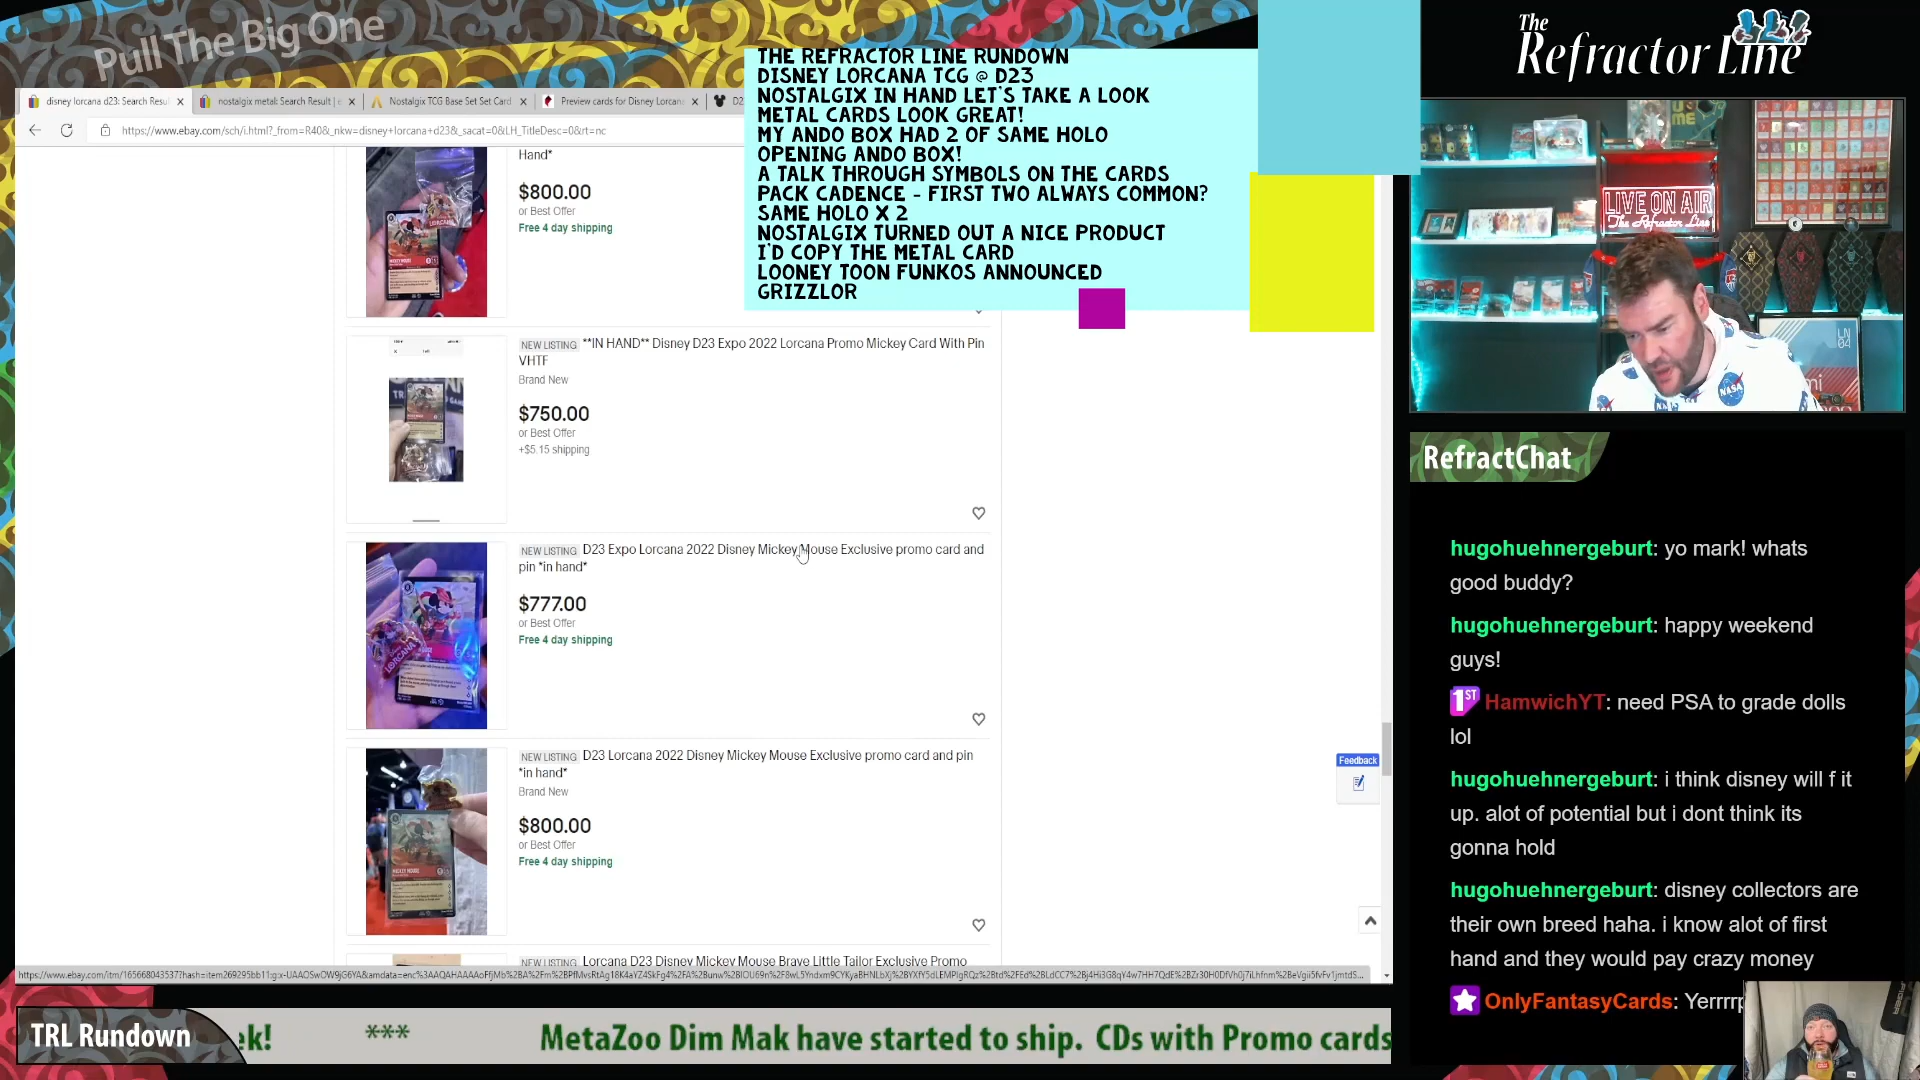 Pull The Big One
THE REFRACTOR LINE RUNDOWN
DISNEY LORCANA TCG @ D23
NOSTALGIX IN HAND LET'S TAKE A LOOK
METAL CARDS LOOK GREAT!
MY ANDO BOX HAD 2 OF SAME HOLO
OPENING ANDO BOX!
A TALK THROUGH SYMBOLS ON THE CARDS
PACK CADENCE - FIRST TWO ALWAYS COMMON?
SAME HOLO X 2
NOSTALGIX TURNED OUT A NICE PRODUCT
I'D COPY THE METAL CARD
LOONEY TOON FUNKOS ANNOUNCED
GRIZZLOR
The
Refractor Line
disney lorcana d23: Search Resul
nostalgix metal: Search Result | e
Nostalgix TCG Base Set Set Card
Preview cards for Disney Lorcan
D2
https://www.ebay.com/sch/i.html?_from=R40&_nkw=disney+lorcana+d23&_sacat=0&LH_TitleDesc=0&rt=nc
Hand*
$800.00
or Best Offer
Free 4 day shipping
NEW LISTING **IN HAND** Disney D23 Expo 2022 Lorcana Promo Mickey Card With Pin
VHTF
Brand New
$750.00
or Best Offer
+$5.15 shipping
NEW LISTING D23 Expo Lorcana 2022 Disney Mickey Mouse Exclusive promo card and
pin *in hand*
$777.00
or Best Offer
Free 4 day shipping
NEW LISTING D23 Lorcana 2022 Disney Mickey Mouse Exclusive promo card and pin
*in hand*
Brand New
$800.00
or Best Offer
Free 4 day shipping
NEW LISTING Lorcana D23 Disney Mickey Mouse Brave Little Tailor Exclusive Promo
Feedback
LORCANA
MICKEY MOUSE
LIVE ON AIR
The Refractor Line
NASA
LN
04
RefractChat
hugohuehnergeburt: yo mark! whats
good buddy?
hugohuehnergeburt: happy weekend
guys!
1ST HamwichYT: need PSA to grade dolls
lol
hugohuehnergeburt: i think disney will f it
up. alot of potential but i dont think its
gonna hold
hugohuehnergeburt: disney collectors are
their own breed haha. i know alot of first
hand and they would pay crazy money
OnlyFantasyCards: Yerrrr
TRL Rundown
ek! *** MetaZoo Dim Mak have started to ship. CDs with Promo cards